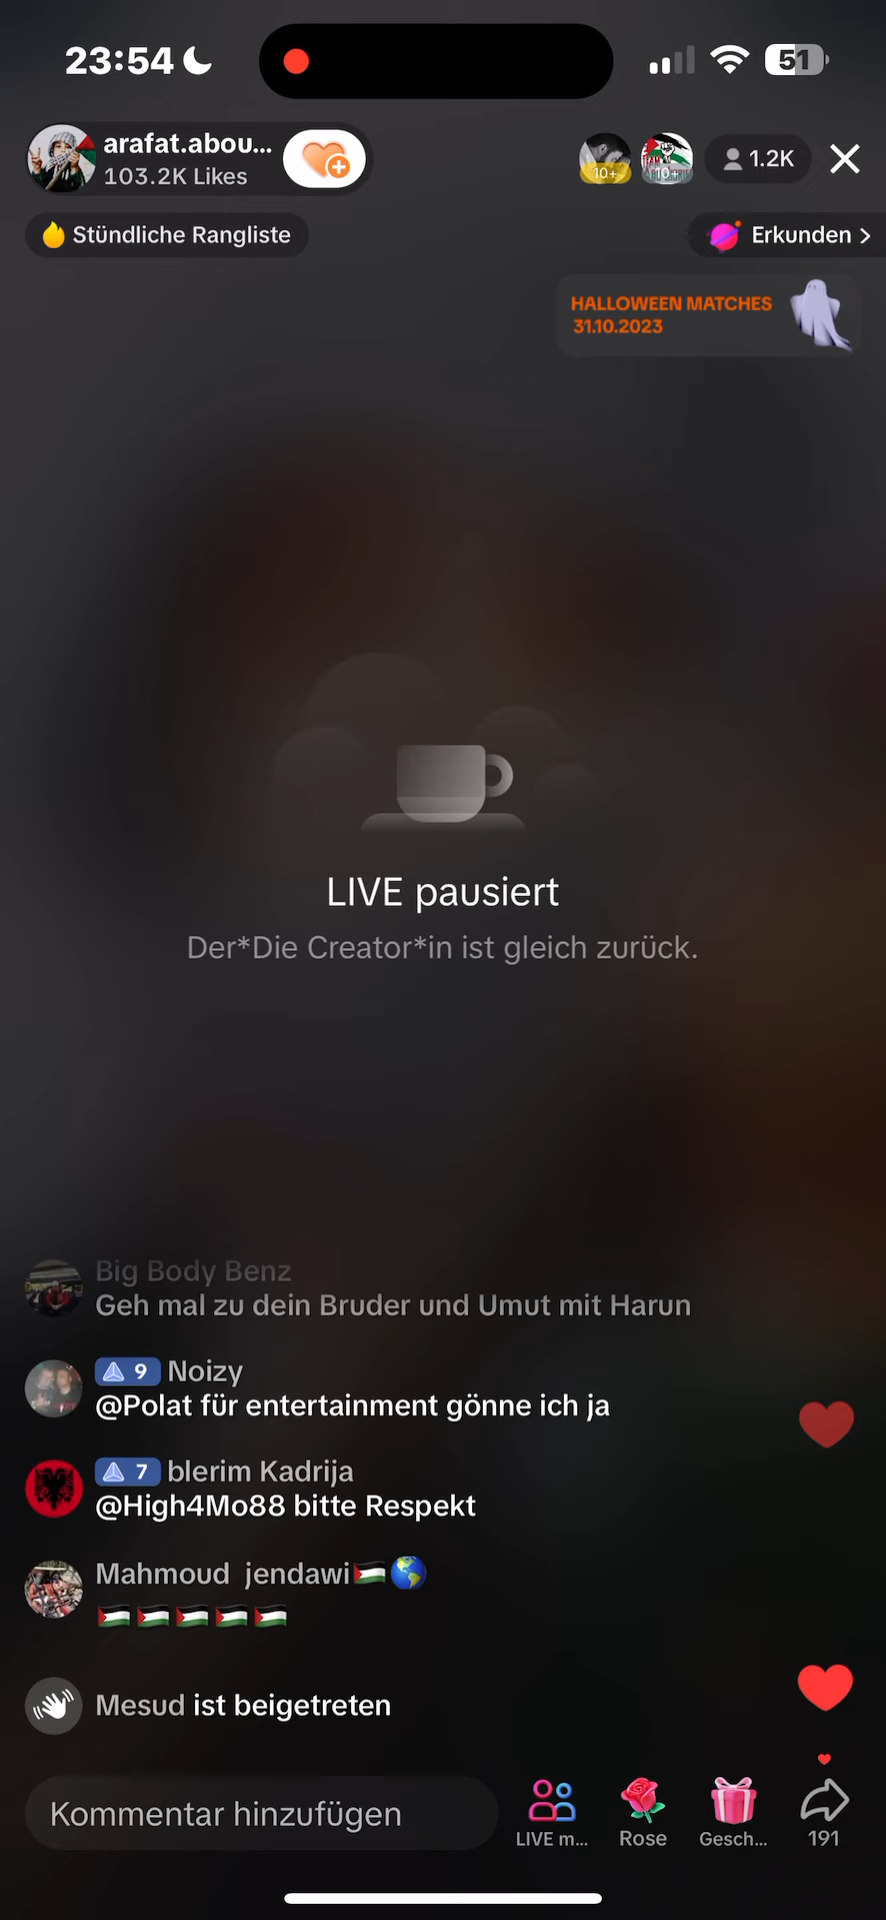 23:54
51
arafat.abou...
103.2K Likes
10+
10+
1.2K
Stündliche Rangliste
Erkunden >
HALLOWEEN MATCHES
31.10.2023
LIVE pausiert
Der*Die Creator*in ist gleich zurück.
Big Body Benz
Geh mal zu dein Bruder und Umut mit Harun
9 Noizy
@Polat für entertainment gönne ich ja
7 blerim Kadrija
@High4Mo88 bitte Respekt
Mahmoud jendawi🇵🇸🌎
🇵🇸🇵🇸🇵🇸🇵🇸🇵🇸
Mesud ist beigetreten
Kommentar hinzufügen
LIVE m...
Rose
Gesch...
191